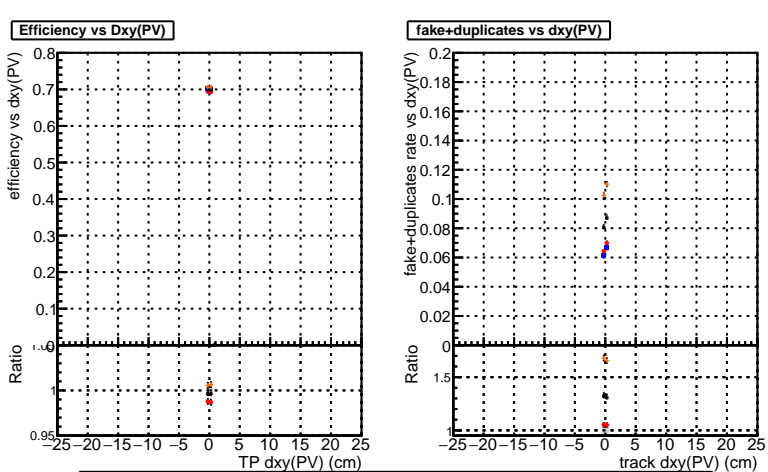 Efficiency vs Dxy(PV)
efficiency vs dxy(PV)
0.8
0.7
0.6
0.5
0.4
0.3
0.2
0.1
0
Ratio
1
0.95
−25 −20 −15 −10 −5 0 5 10 15 20 25
TP dxy(PV) (cm)
fake+duplicates vs dxy(PV)
fake+duplicates rate vs dxy(PV)
0.2
0.18
0.16
0.14
0.12
0.1
0.08
0.06
0.04
0.02
0
Ratio
1.5
1
−25 −20 −15 −10 −5 0 5 10 15 20 25
track dxy(PV) (cm)